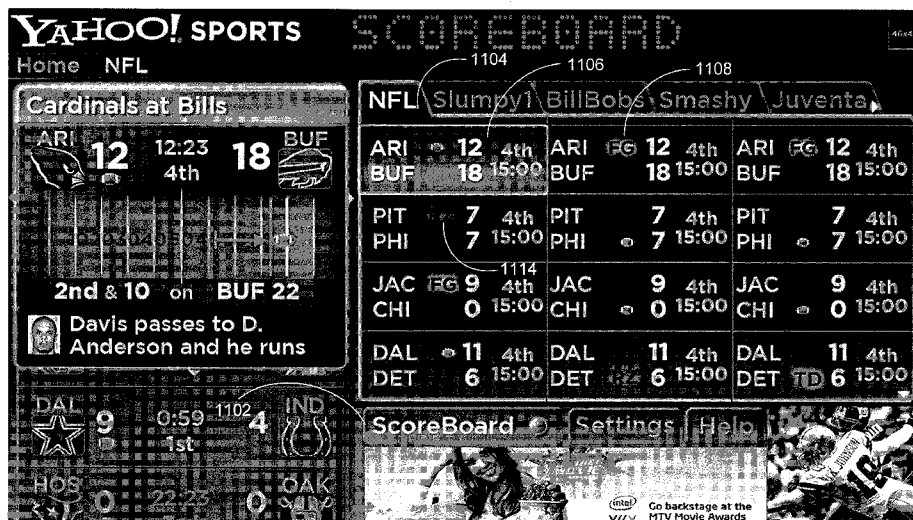 YAHOO! SPORTS SCOREBOARD
Home NFL
1104
1106
1108
Cardinals at Bills
ARI 12 12:23 4th 18 BUF
2nd & 10 on BUF 22
Davis passes to D.
Anderson and he runs
1102
DAL 9 0:59 1st 4 IND
HOS 0 22:23 0 OAK
NFL Slumpy1 BillBobs Smashy Juventa
ARI 12 4th ARI FG 12 4th ARI FG 12 4th
BUF 18 15:00 BUF 18 15:00 BUF 18 15:00
PIT 7 4th PIT 7 4th PIT 7 4th
PHI 7 15:00 PHI 7 15:00 PHI 7 15:00
1114
JAC FG 9 4th JAC 9 4th JAC 9 4th
CHI 0 15:00 CHI 0 15:00 CHI 0 15:00
DAL 11 4th DAL 11 4th DAL 11 4th
DET 6 15:00 DET RZ 6 15:00 DET TD 6 15:00
ScoreBoard Settings Help
intel
Go backstage at the
MTV Movie Awards